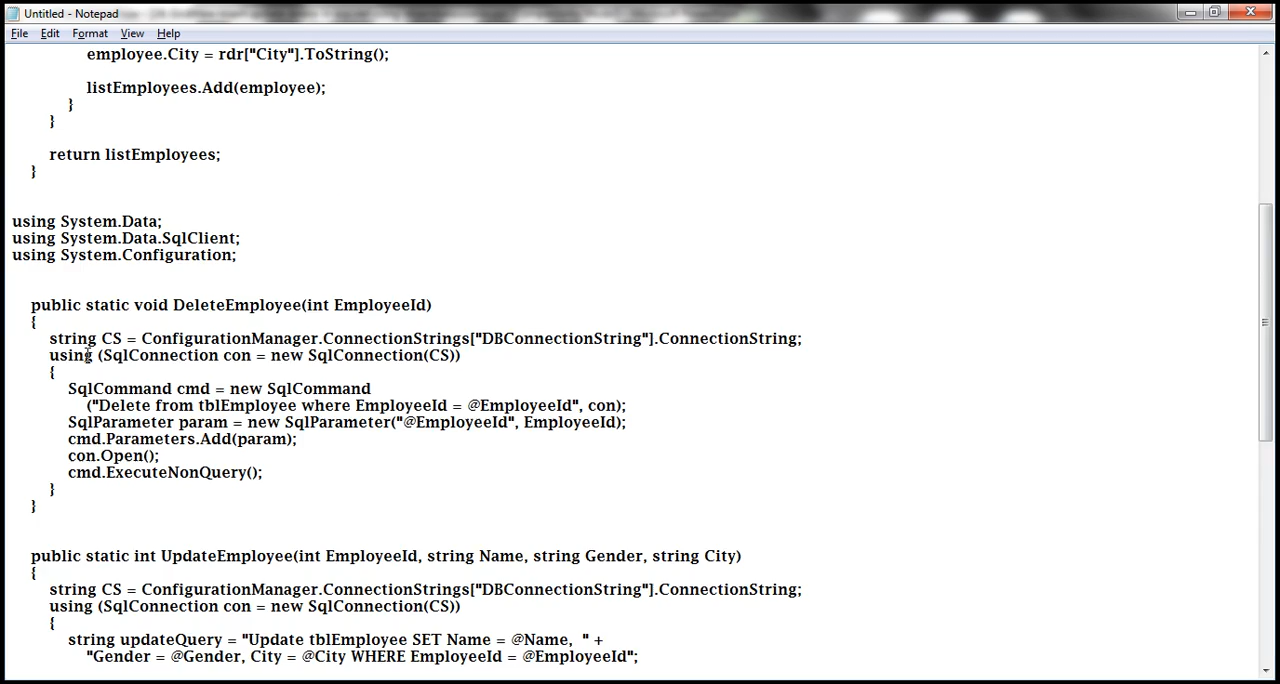 Untitled - Notepad
File Edit Format View Help
employee.City = rdr["City"].ToString();
listEmployees.Add(employee);
}
}
return listEmployees;
}
using System.Data;
using System.Data.SqlClient;
using System.Configuration;
public static void DeleteEmployee(int EmployeeId)
{
string CS = ConfigurationManager.ConnectionStrings["DBConnectionString"].ConnectionString;
using (SqlConnection con = new SqlConnection(CS))
{
SqlCommand cmd = new SqlCommand
("Delete from tblEmployee where EmployeeId = @EmployeeId", con);
SqlParameter param = new SqlParameter("@EmployeeId", EmployeeId);
cmd.Parameters.Add(param);
con.Open();
cmd.ExecuteNonQuery();
}
}
public static int UpdateEmployee(int EmployeeId, string Name, string Gender, string City)
{
string CS = ConfigurationManager.ConnectionStrings["DBConnectionString"].ConnectionString;
using (SqlConnection con = new SqlConnection(CS))
{
string updateQuery = "Update tblEmployee SET Name = @Name,  " +
"Gender = @Gender, City = @City WHERE EmployeeId = @EmployeeId";